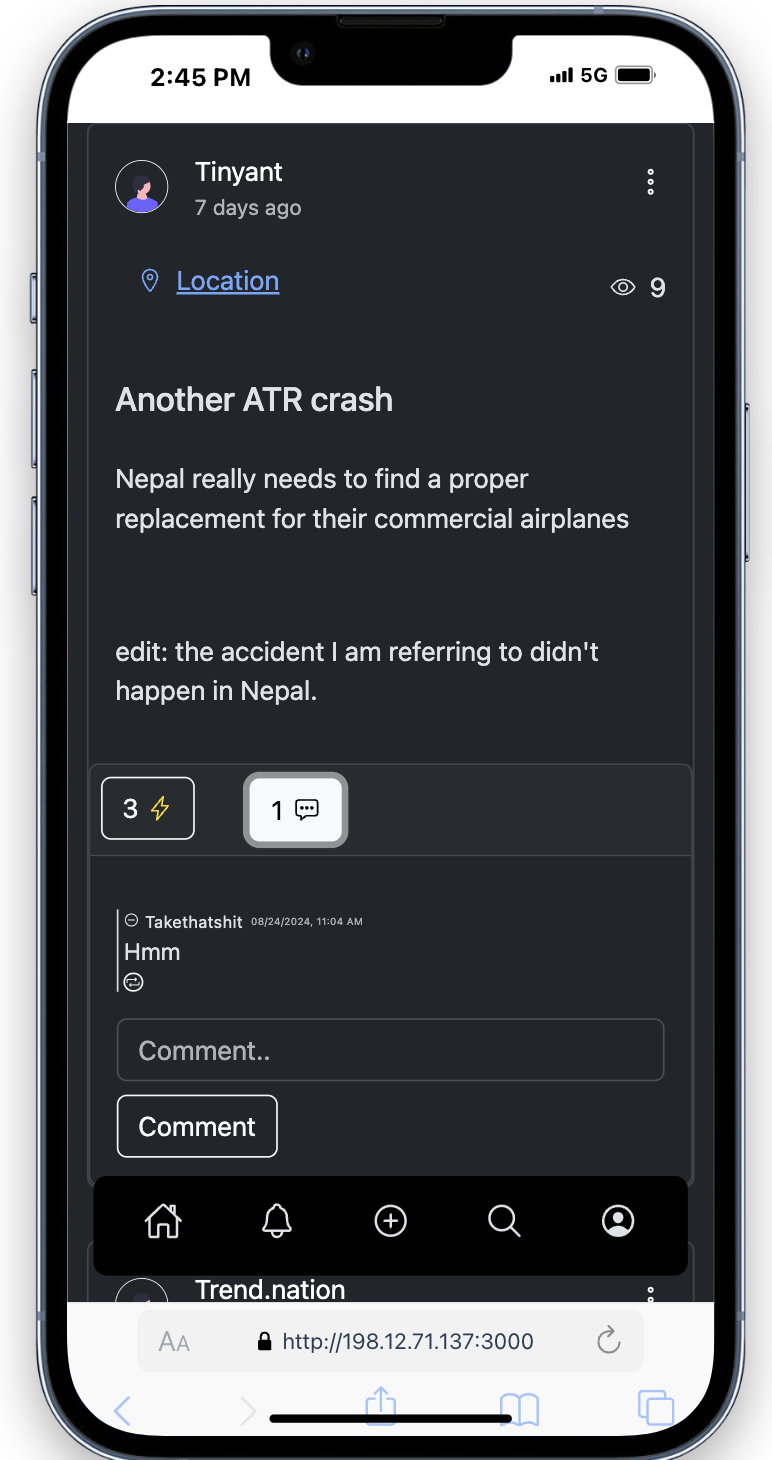 2:45 PM
5G
Tinyant
7 days ago
Location
9
Another ATR crash
Nepal really needs to find a proper
replacement for their commercial airplanes
edit: the accident I am referring to didn't
happen in Nepal.
3
1
Takethatshit 08/24/2024, 11:04 AM
Hmm
Comment..
Comment
Trend.nation
AA
http://198.12.71.137:3000